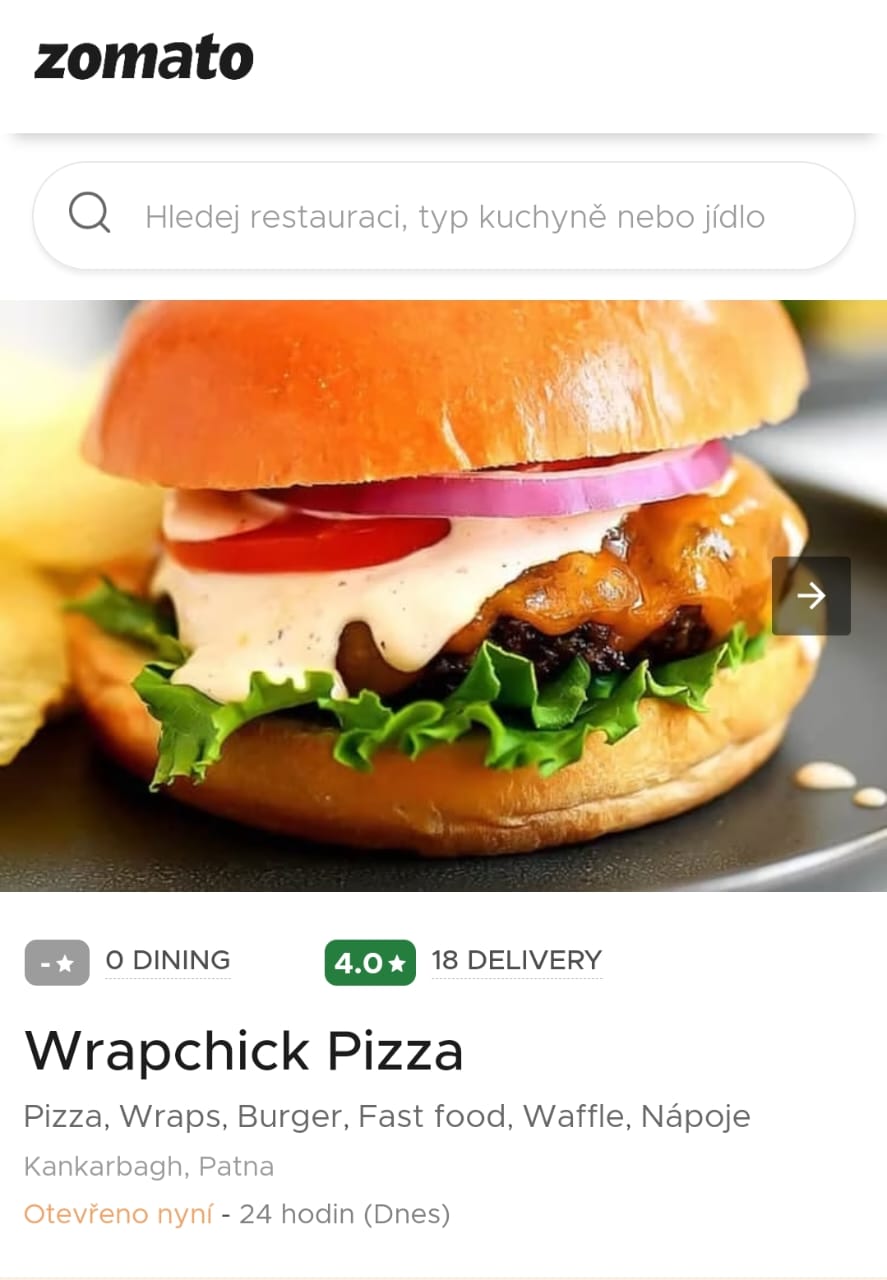 zomato
Hledej restauraci, typ kuchyně nebo jídlo
-★ 0 DINING 4.0★ 18 DELIVERY
Wrapchick Pizza
Pizza, Wraps, Burger, Fast food, Waffle, Nápoje
Kankarbagh, Patna
Otevřeno nyní - 24 hodin (Dnes)